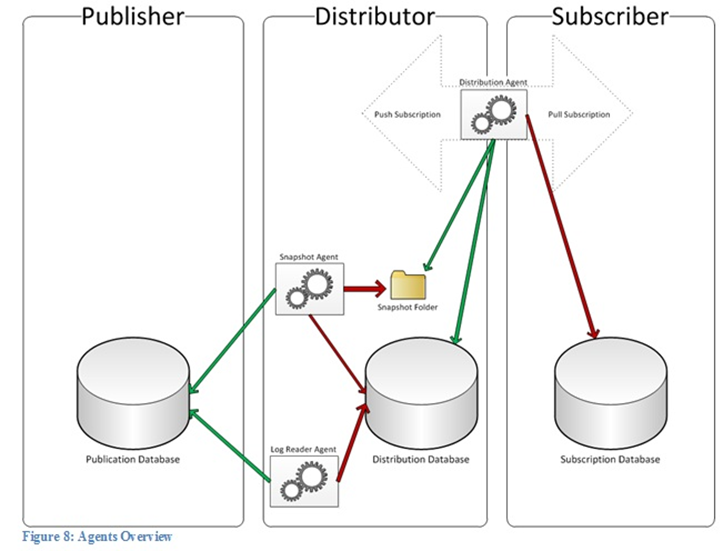 Publisher
Distributor
Subscriber
Distribution Agent
Push Subscription
Pull Subscription
Snapshot Agent
Snapshot Folder
Publication Database
Log Reader Agent
Distribution Database
Subscription Database
Figure 8: Agents Overview